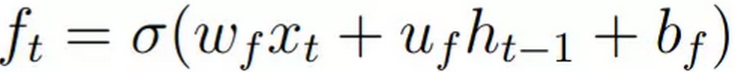 f_t = σ(w_f x_t + u_f h_{t−1} + b_f)